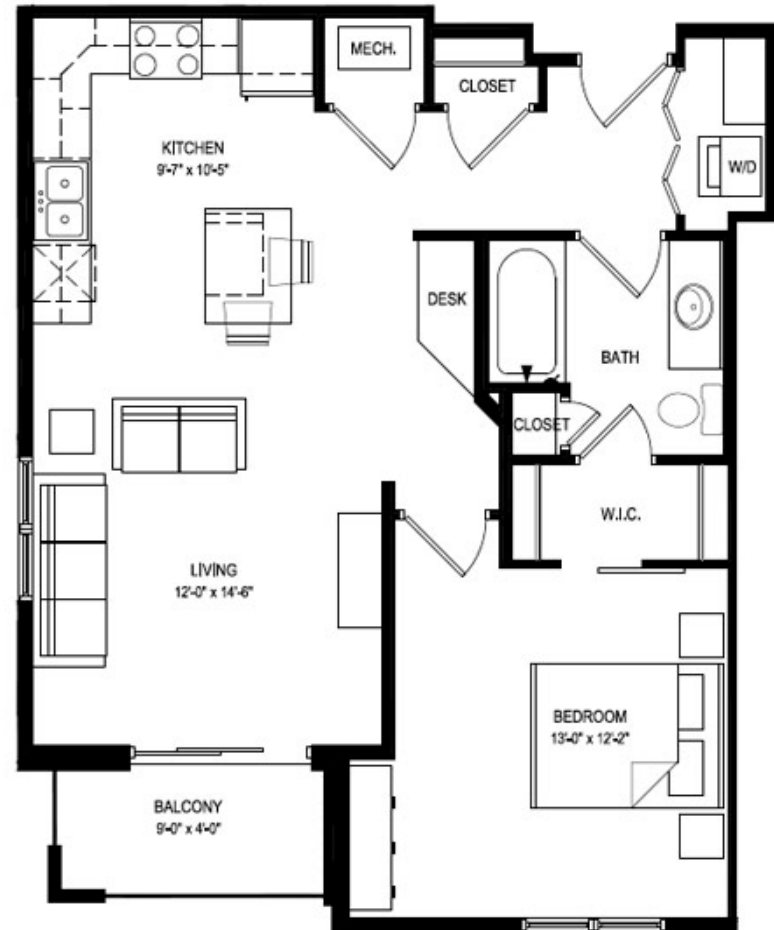 MECH.
CLOSET
KITCHEN
9'-7" x 10'-5"
W/D
DESK
BATH
CLOSET
W.I.C.
LIVING
12'-0" x 14'-6"
BEDROOM
13'-0" x 12'-2"
BALCONY
9'-0" x 4'-0"